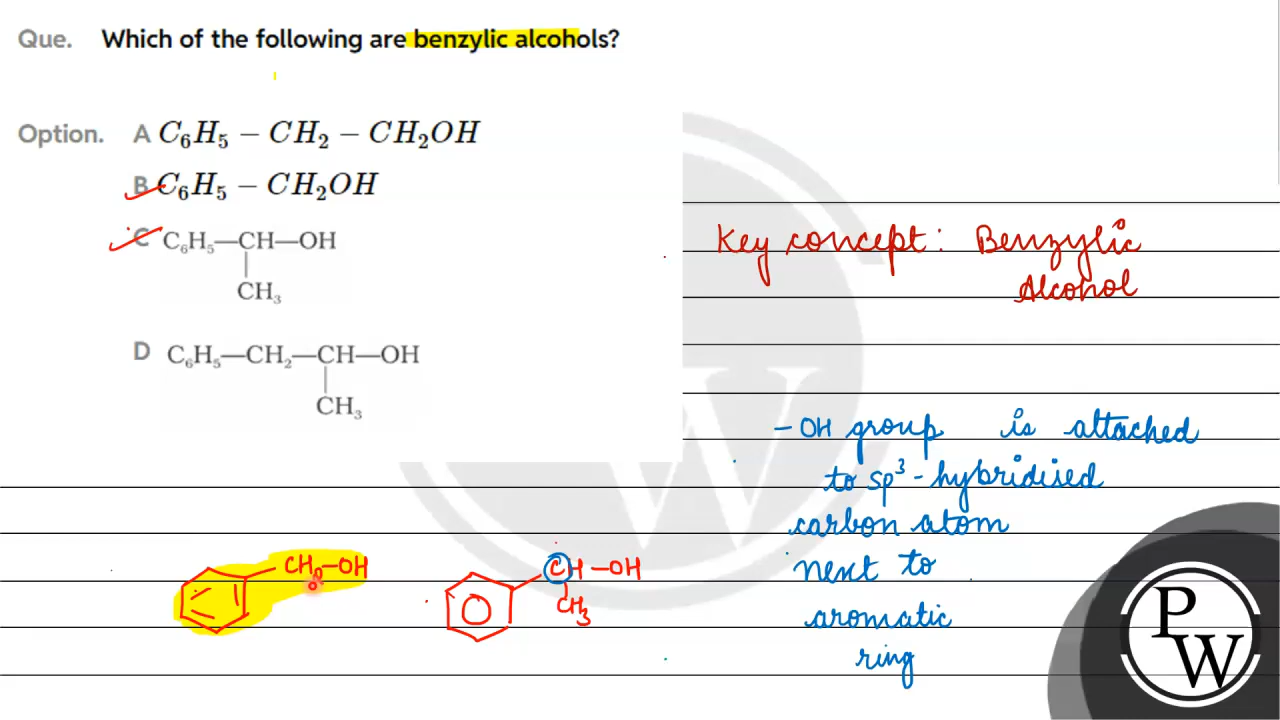 Que. Which of the following are benzylic alcohols?
Option. A C₆H₅ − CH₂ − CH₂OH
B C₆H₅ − CH₂OH
C C₆H₅—CH—OH
|
CH₃
D C₆H₅—CH₂—CH—OH
|
CH₃
Key concept: Benzylic
Alcohol
- OH group is attached
to sp³-hybridised
carbon atom
next to
aromatic
ring
CH₂-OH
CH-OH
CH₃
P
W